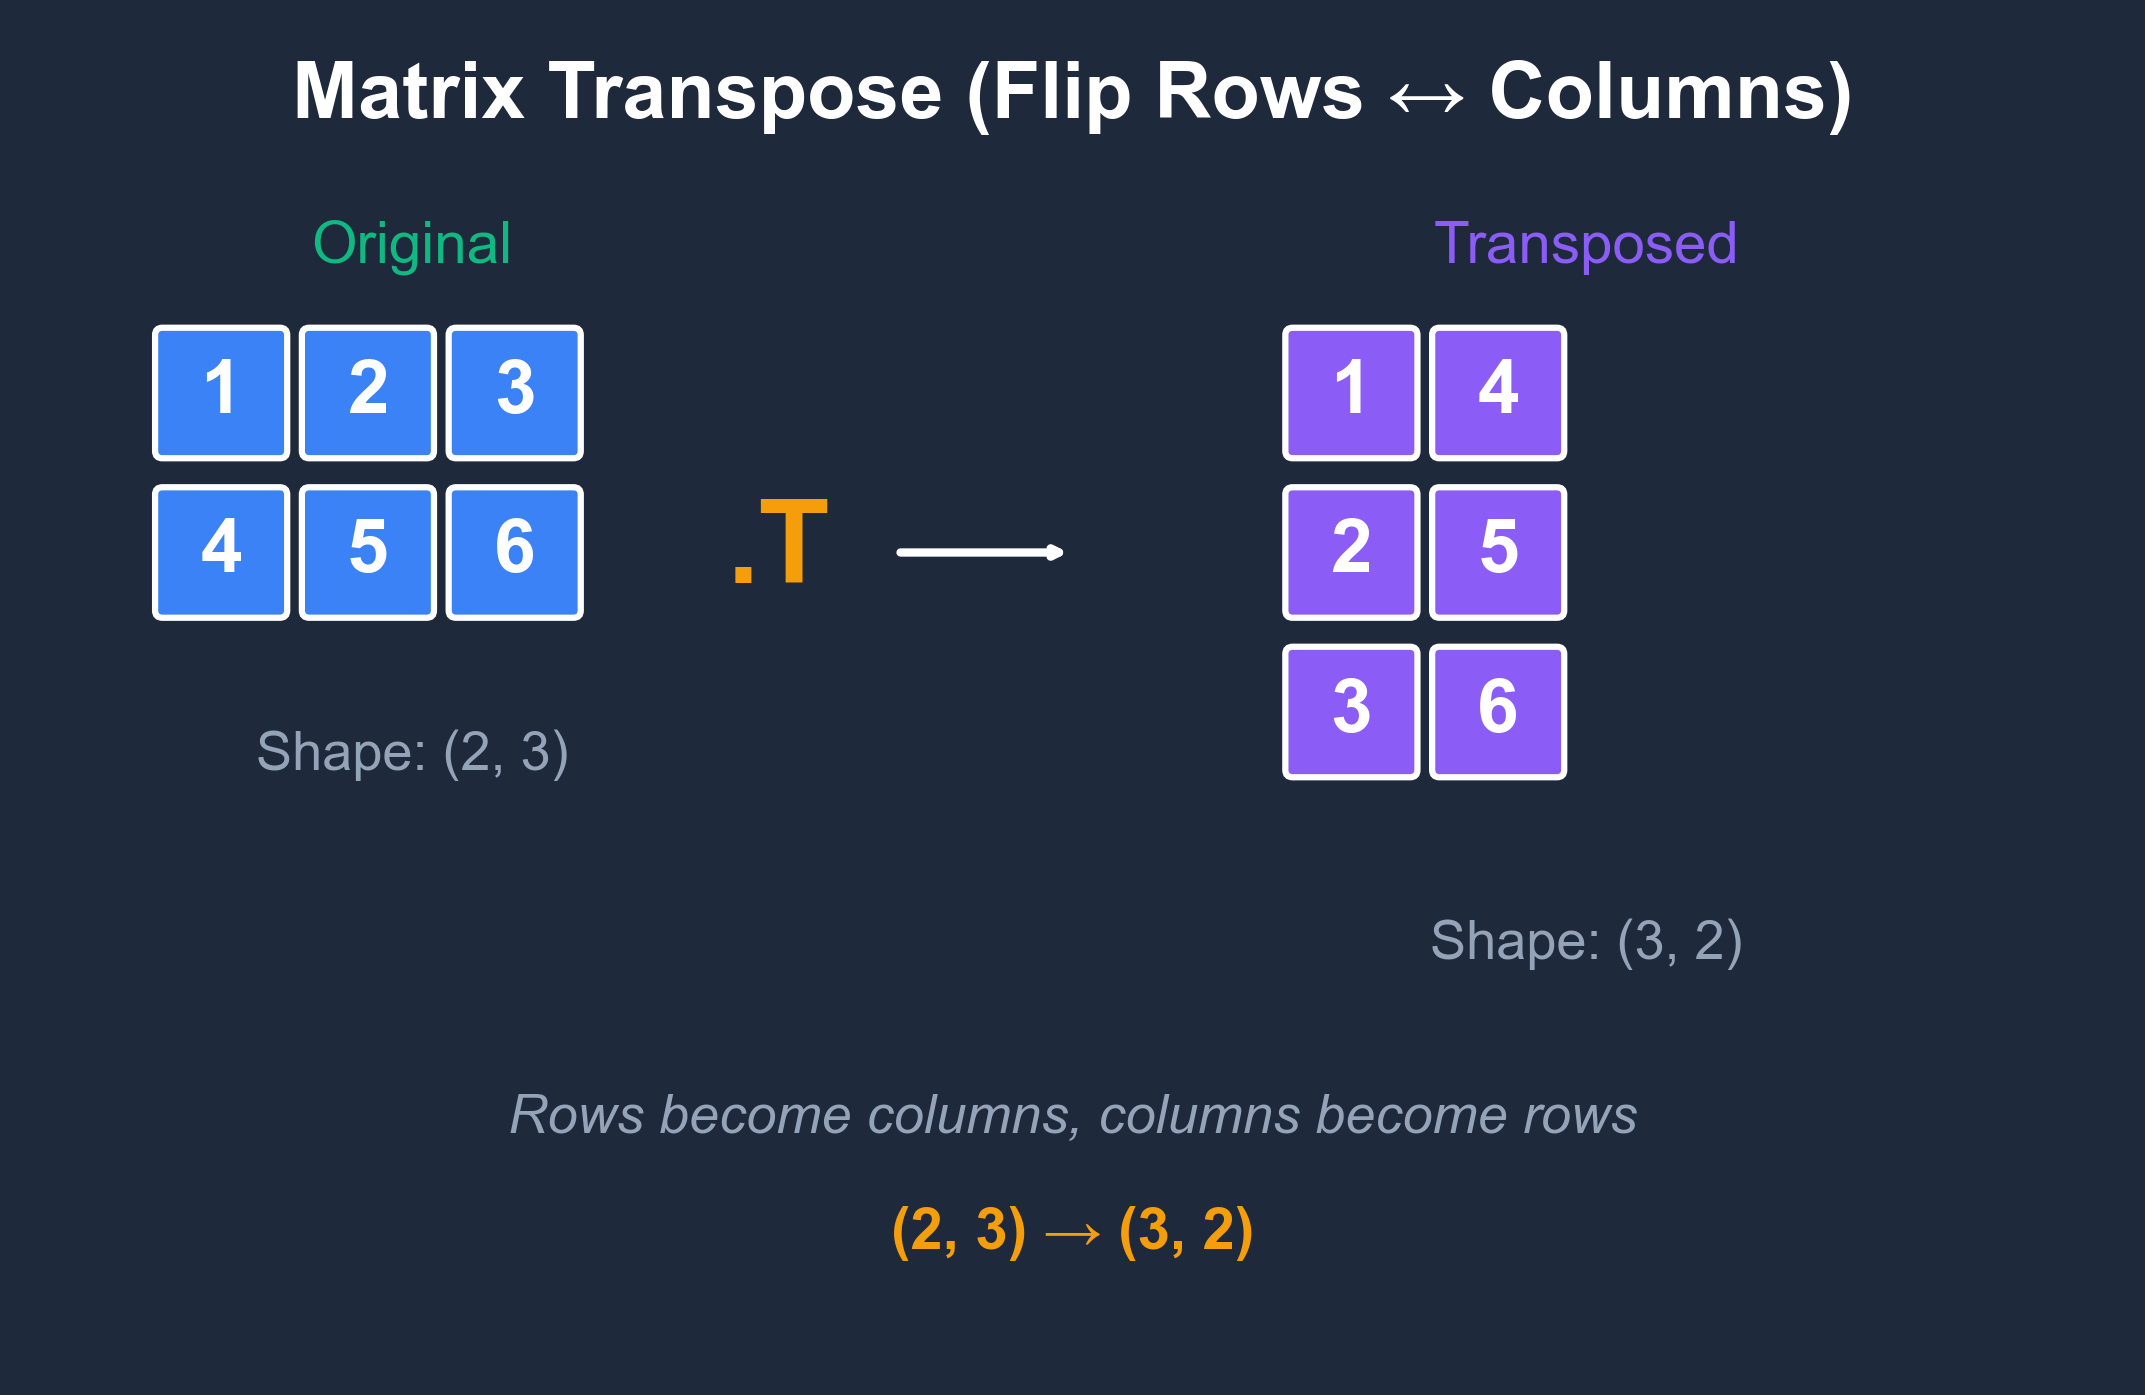 Matrix Transpose (Flip Rows ↔ Columns)
Original
Transposed
1 2 3
4 5 6
.T
1 4
2 5
3 6
Shape: (2, 3)
Shape: (3, 2)
Rows become columns, columns become rows
(2, 3) → (3, 2)